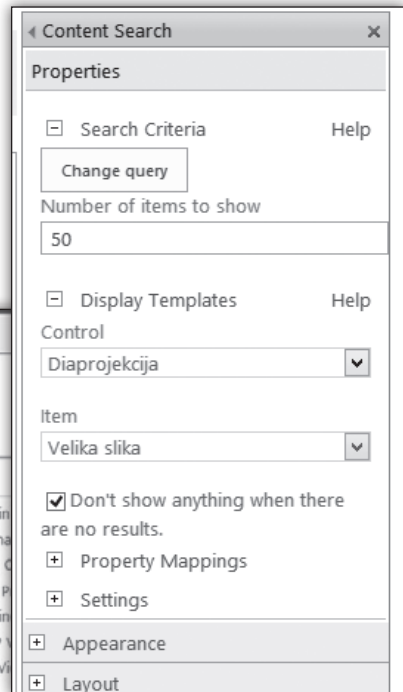 Content Search
Properties
Search Criteria Help
Change query
Number of items to show
50
Display Templates Help
Control
Diaprojekcija
Item
Velika slika
Don't show anything when there
are no results.
Property Mappings
Settings
Appearance
Layout